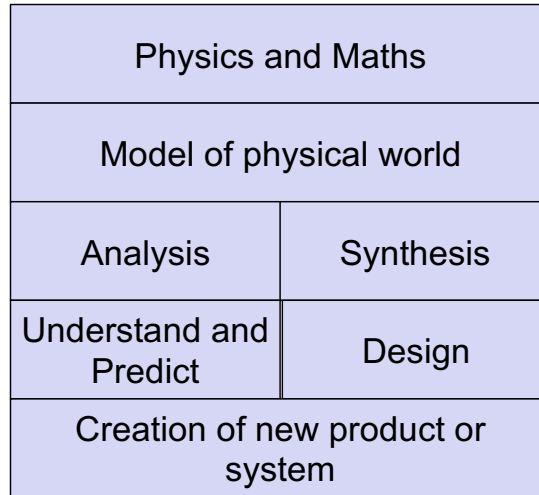 Physics and Maths
Model of physical world
Analysis
Synthesis
Understand and
Predict
Design
Creation of new product or
system